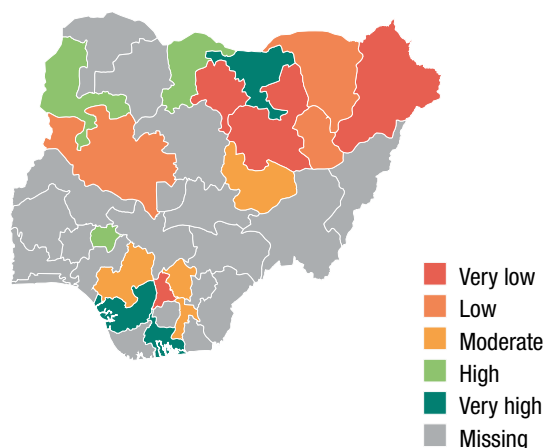 Very low
Low
Moderate
High
Very high
Missing